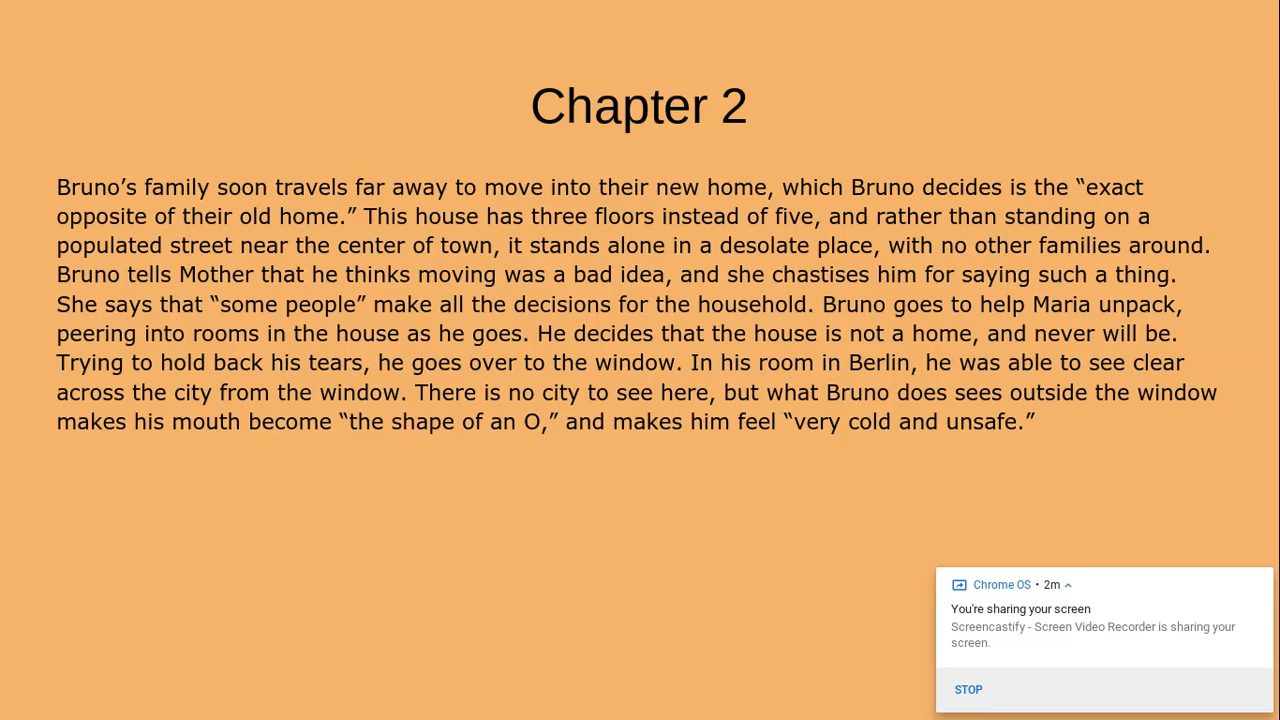 Chapter 2
Bruno’s family soon travels far away to move into their new home, which Bruno decides is the “exact
opposite of their old home.” This house has three floors instead of five, and rather than standing on a
populated street near the center of town, it stands alone in a desolate place, with no other families around.
Bruno tells Mother that he thinks moving was a bad idea, and she chastises him for saying such a thing.
She says that “some people” make all the decisions for the household. Bruno goes to help Maria unpack,
peering into rooms in the house as he goes. He decides that the house is not a home, and never will be.
Trying to hold back his tears, he goes over to the window. In his room in Berlin, he was able to see clear
across the city from the window. There is no city to see here, but what Bruno does sees outside the window
makes his mouth become “the shape of an O,” and makes him feel “very cold and unsafe.”
Chrome OS • 2m
You're sharing your screen
Screencastify - Screen Video Recorder is sharing your
screen.
STOP